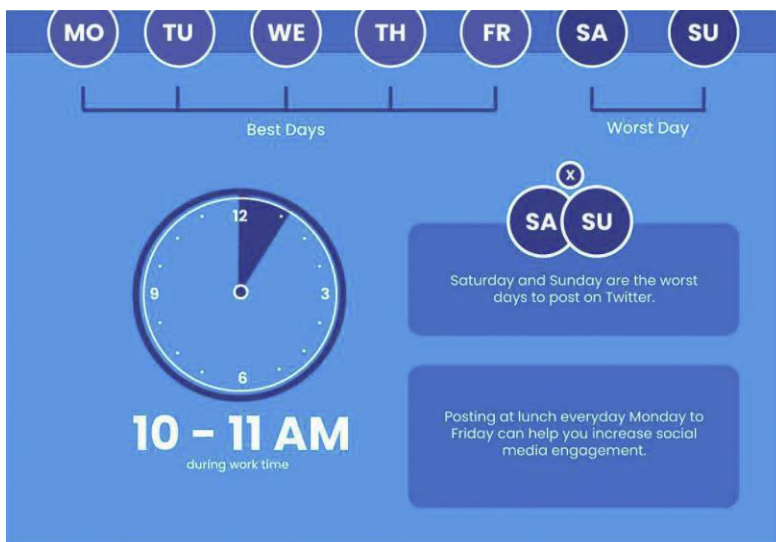 MO TU WE TH FR SA SU
Best Days
Worst Day
12
9
3
6
10 - 11 AM
during work time
X
SA SU
Saturday and Sunday are the worst
days to post on Twitter.
Posting at lunch everyday Monday to
Friday can help you increase social
media engagement.